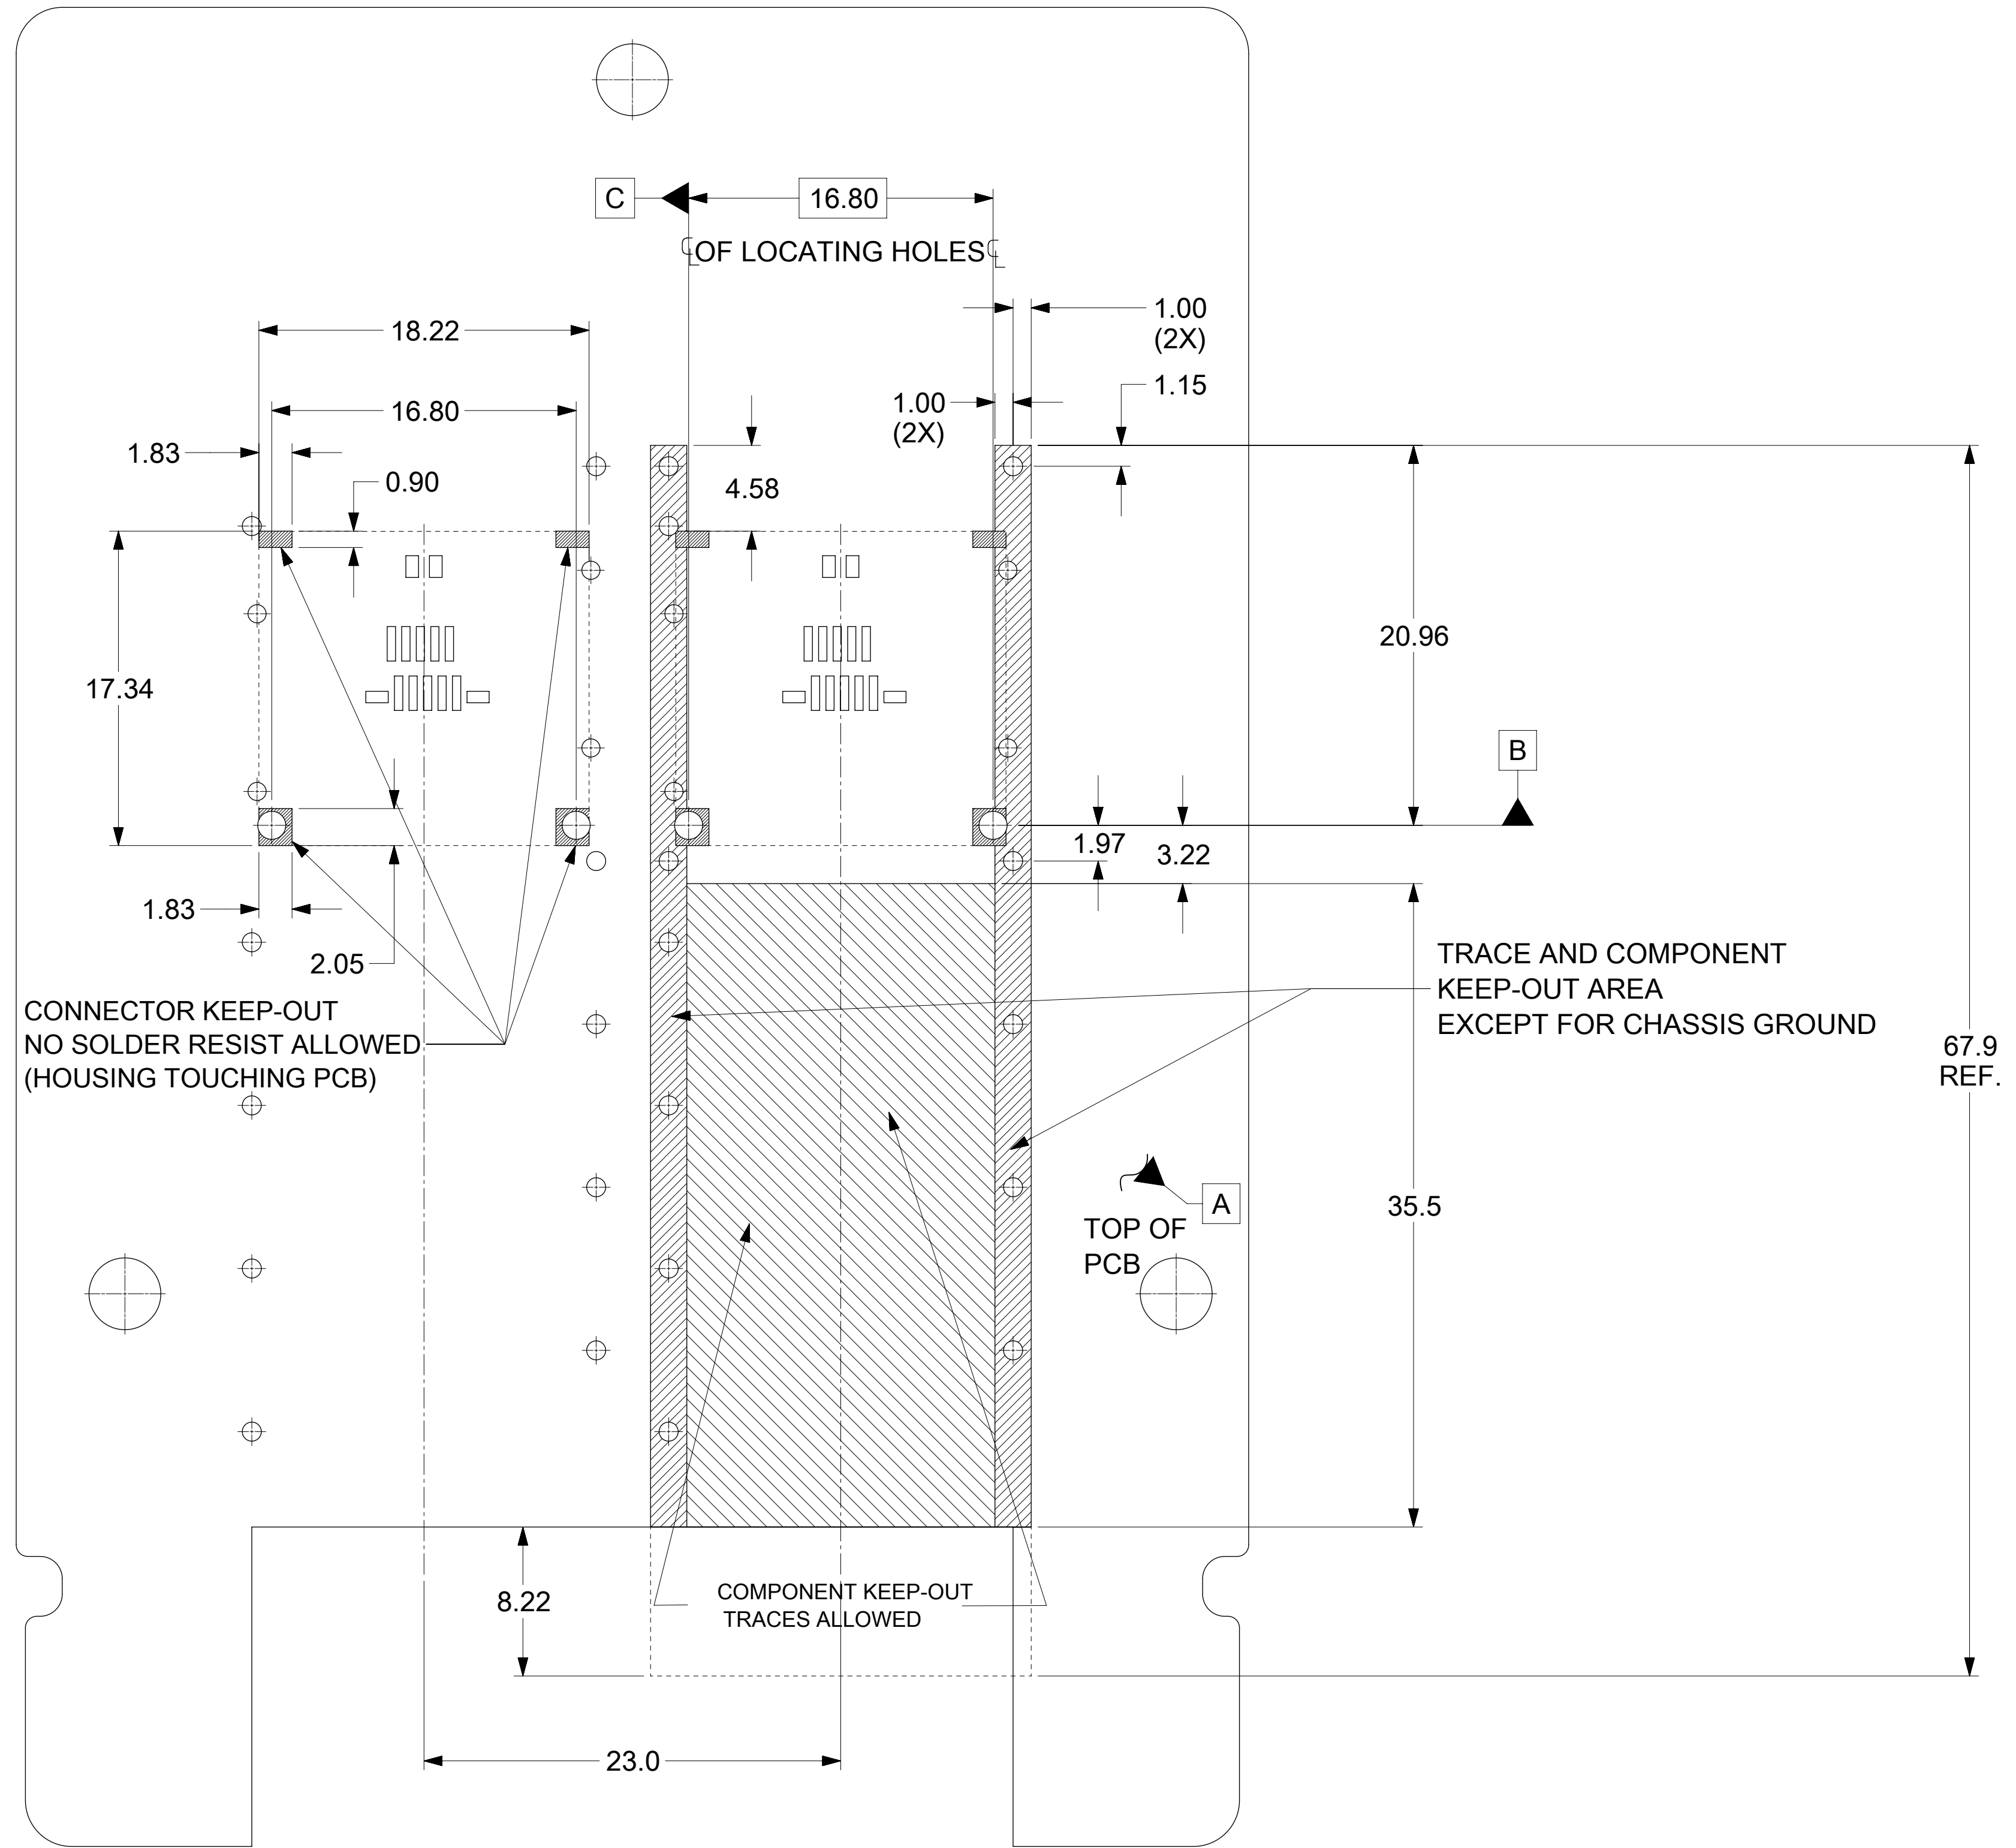 C
16.80
℄ OF LOCATING HOLES ℄
1.00
(2X)
18.22
1.15
1.00
(2X)
16.80
1.83
0.90
4.58
20.96
17.34
B
1.97
3.22
1.83
2.05
TRACE AND COMPONENT
KEEP-OUT AREA
EXCEPT FOR CHASSIS GROUND
CONNECTOR KEEP-OUT
NO SOLDER RESIST ALLOWED
(HOUSING TOUCHING PCB)
67.9
REF.
A
35.5
TOP OF
PCB
8.22
COMPONENT KEEP-OUT
TRACES ALLOWED
23.0